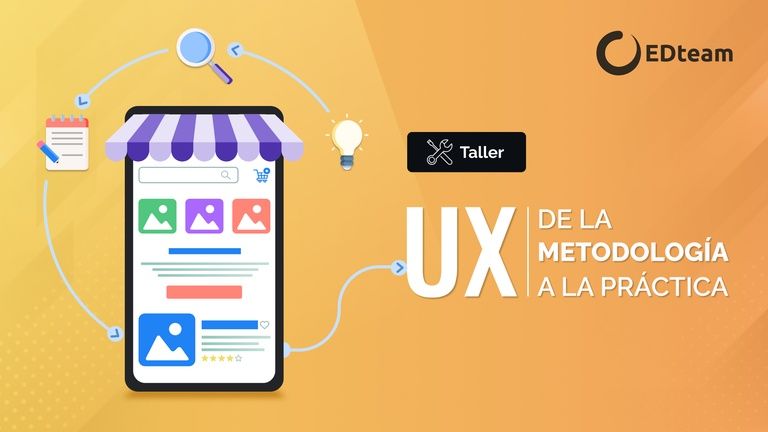 EDteam
Taller
UX
DE LA
METODOLOGÍA
A LA PRÁCTICA